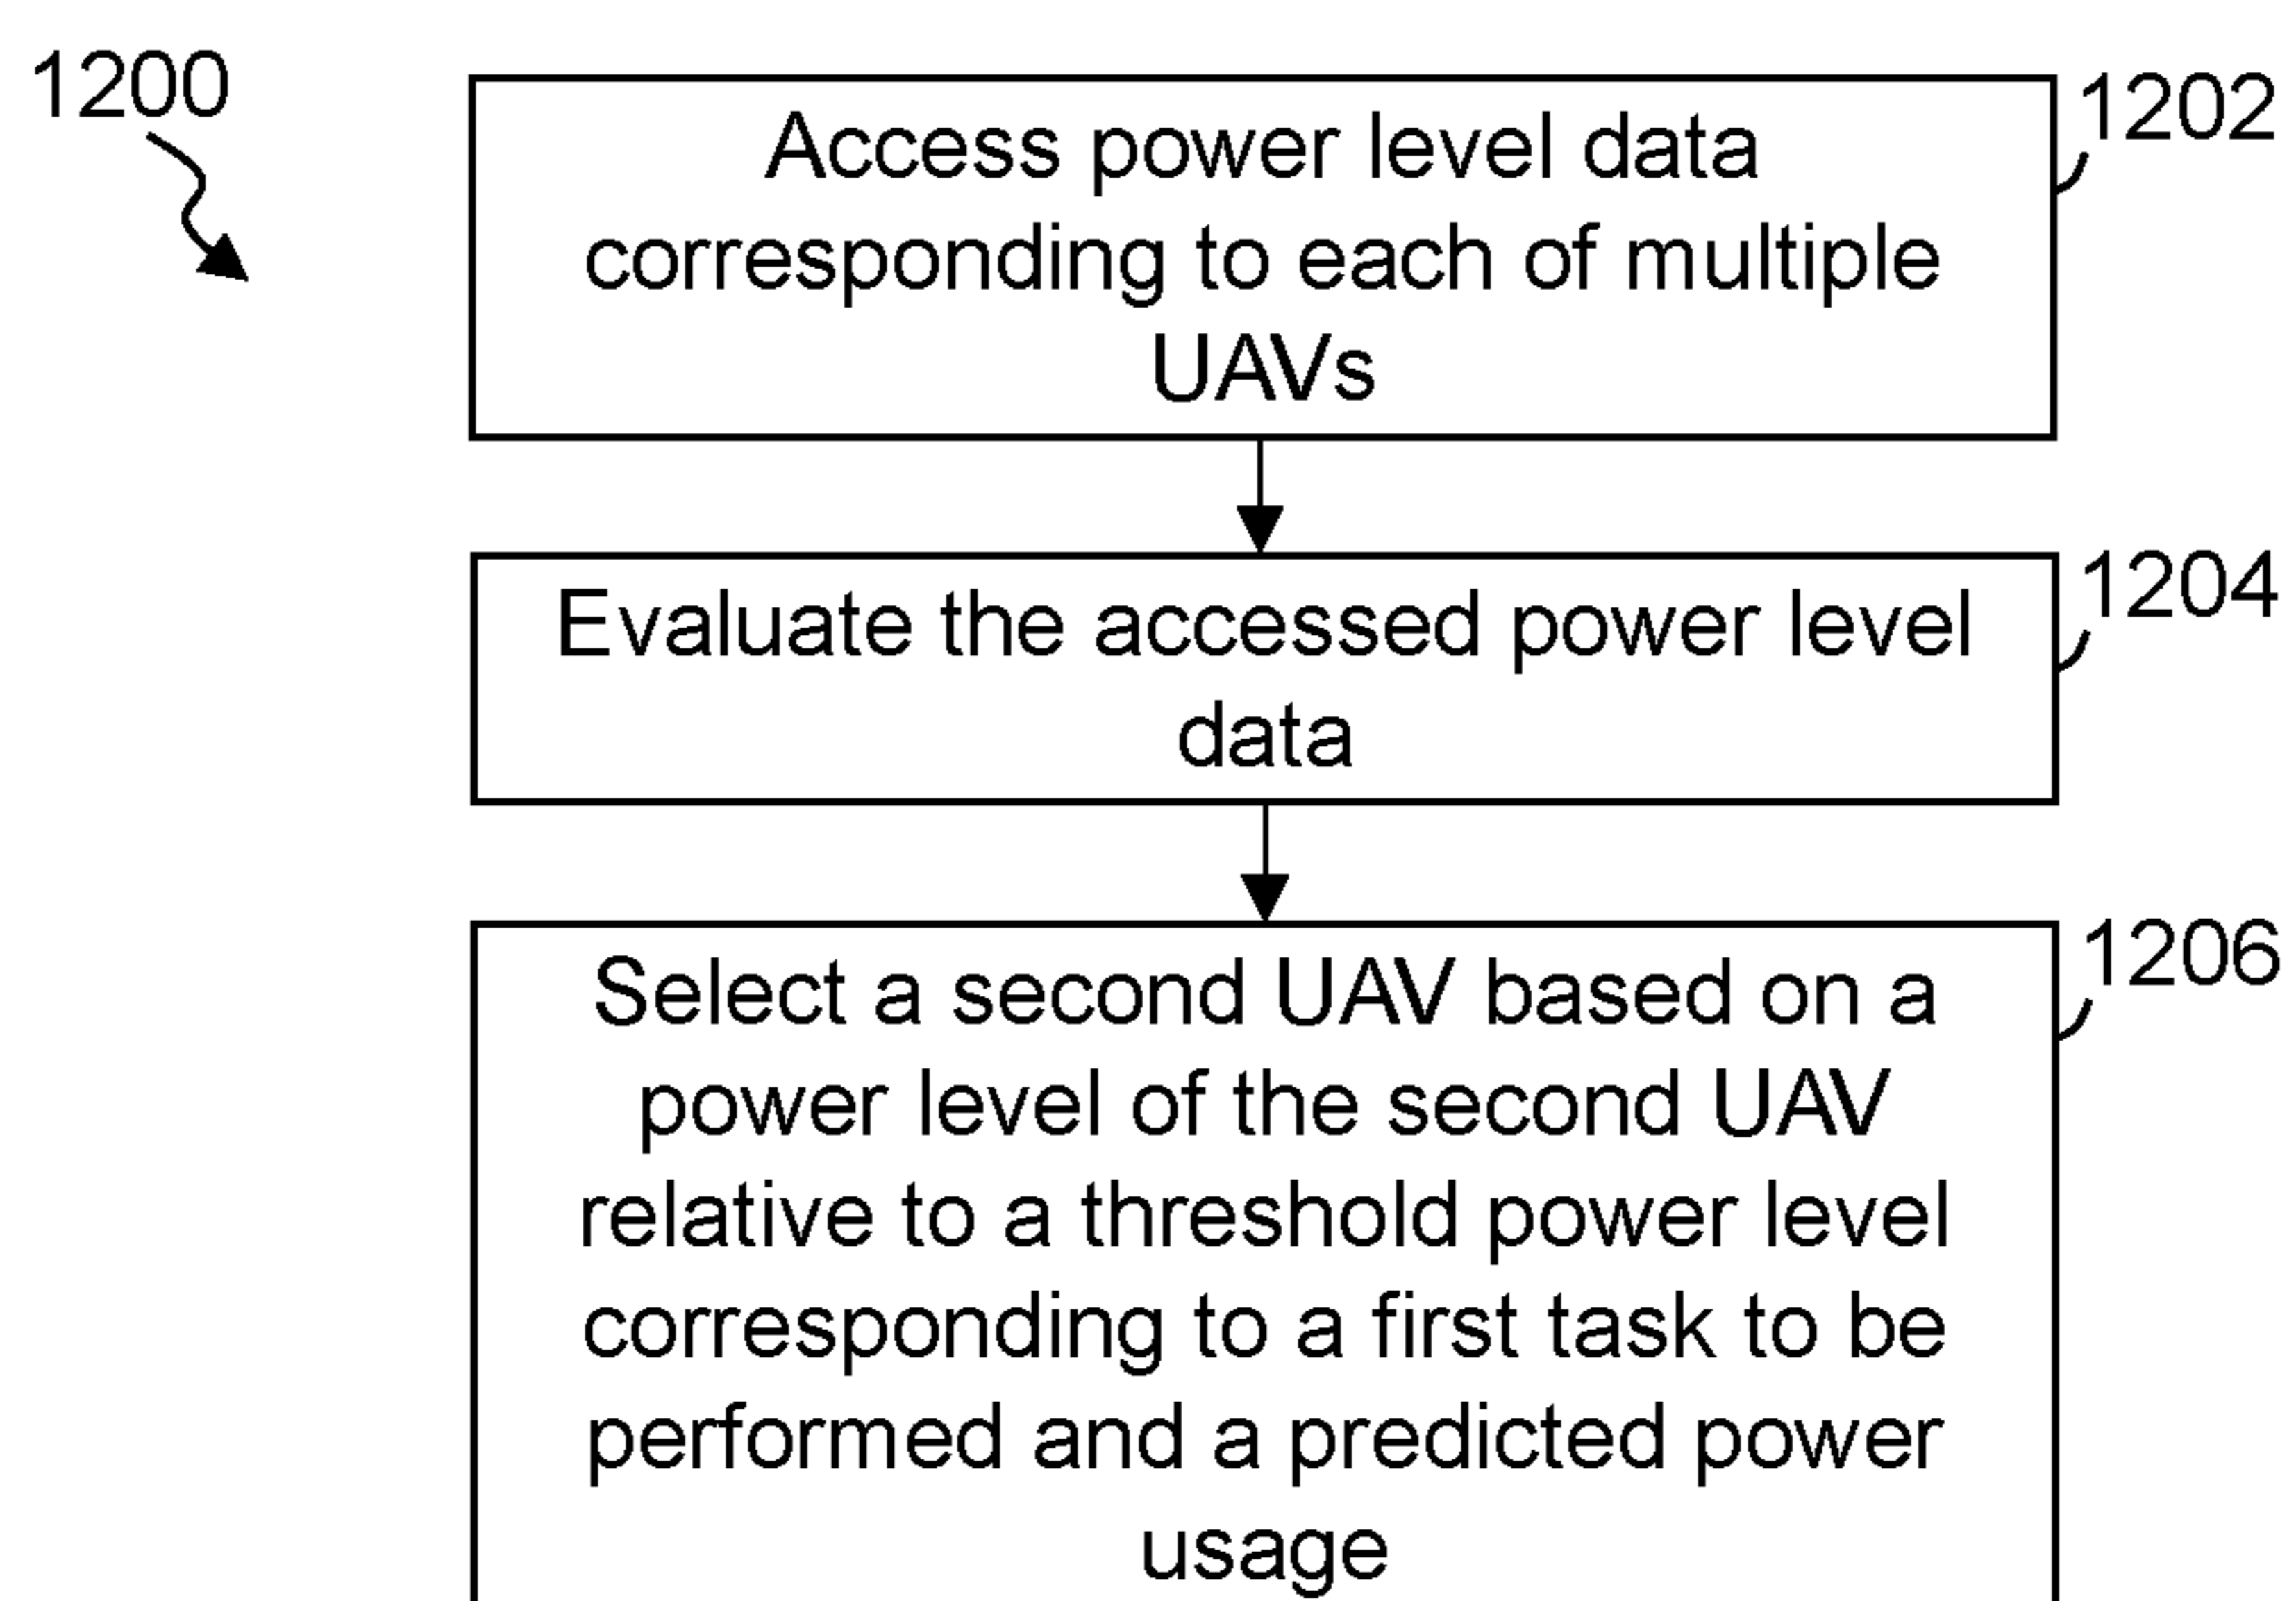 1200
1202
Access power level data
corresponding to each of multiple
UAVs
1204
Evaluate the accessed power level
data
1206
Select a second UAV based on a
power level of the second UAV
relative to a threshold power level
corresponding to a first task to be
performed and a predicted power
usage